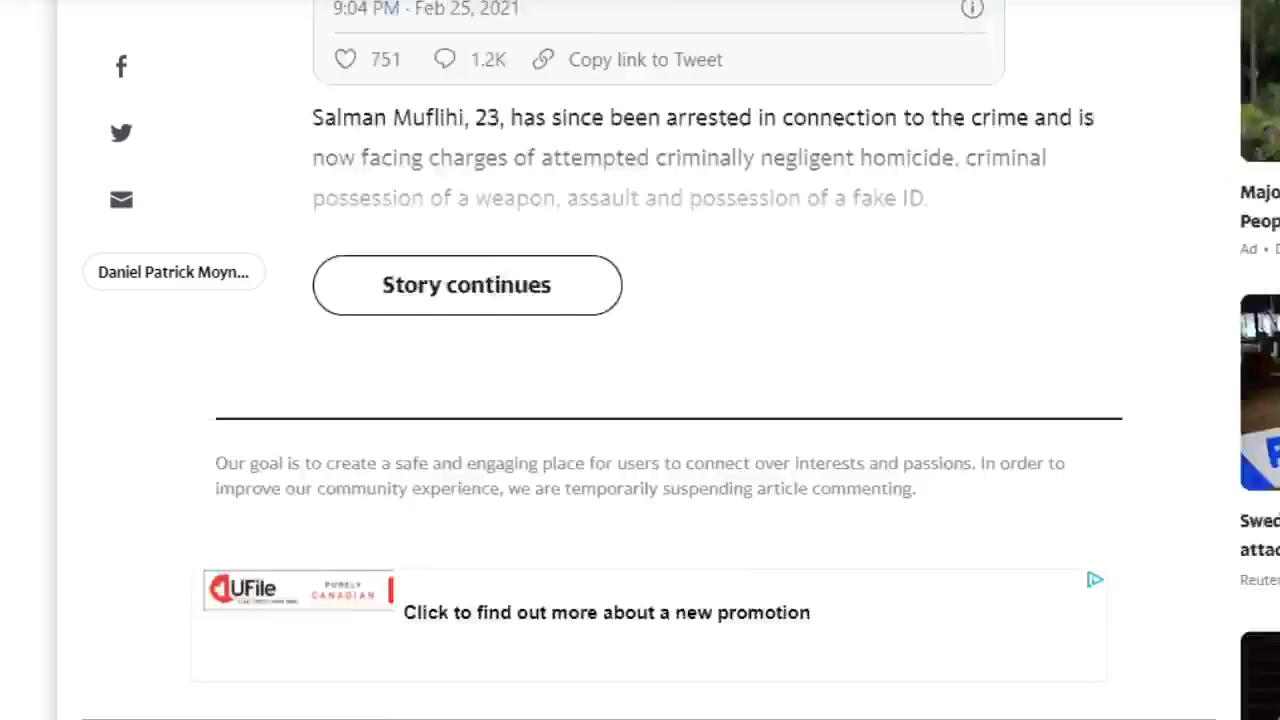 9:04 PM · Feb 25, 2021
751 1.2K Copy link to Tweet
Salman Muflihi, 23, has since been arrested in connection to the crime and is
now facing charges of attempted criminally negligent homicide, criminal
possession of a weapon, assault and possession of a fake ID.
Daniel Patrick Moyn...
Story continues
Our goal is to create a safe and engaging place for users to connect over interests and passions. In order to
improve our community experience, we are temporarily suspending article commenting.
UFile
PURELY
CANADIAN
Click to find out more about a new promotion
Majo
Peop
Ad • D
Swed
attac
Reuter